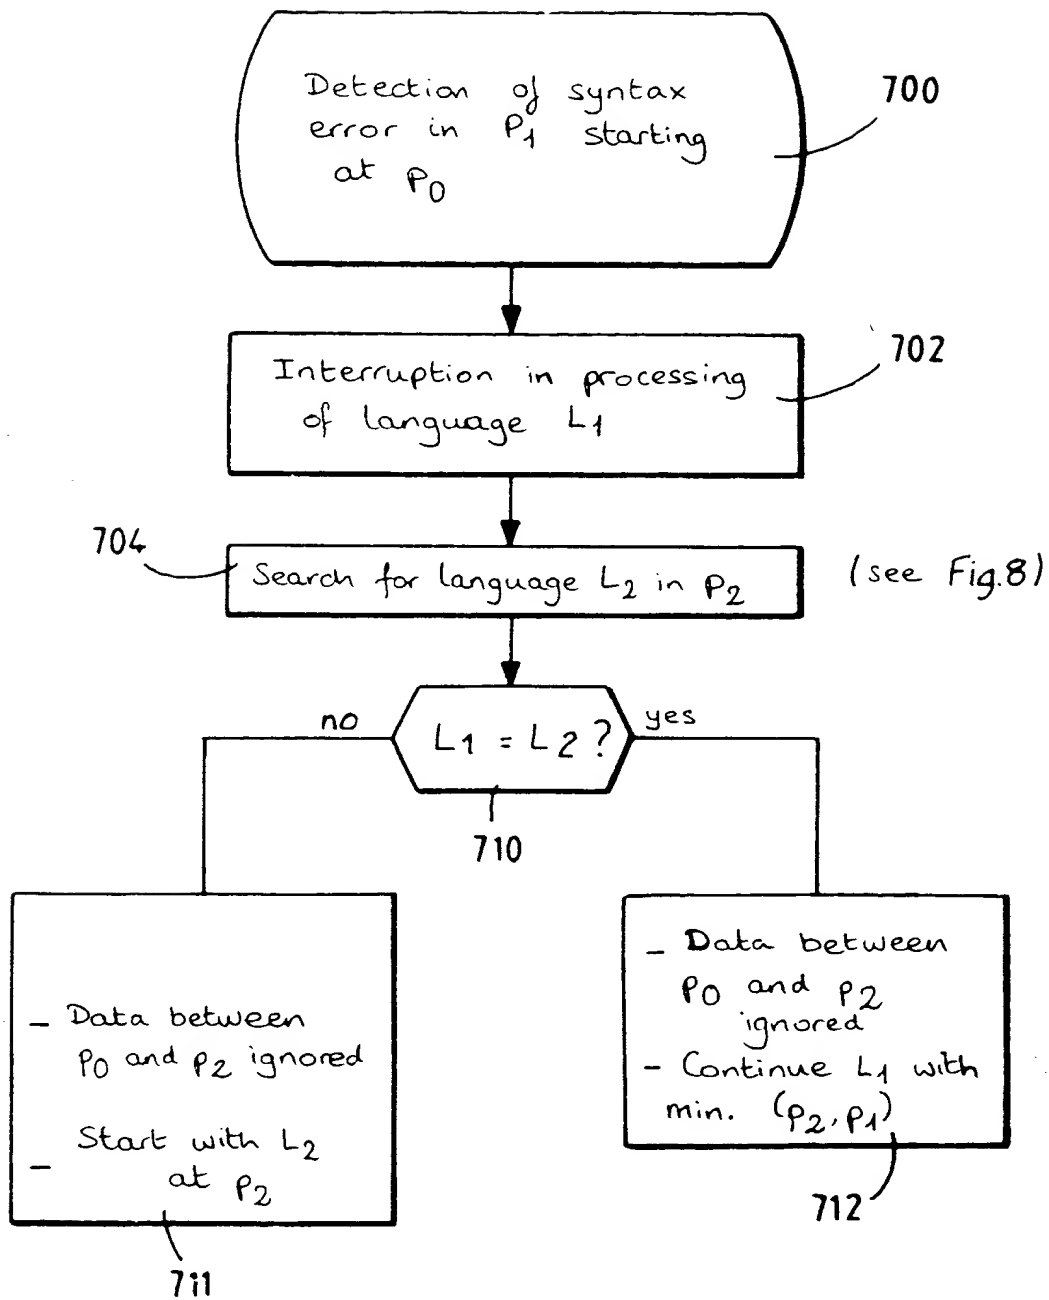 Detection of syntax
error in P1 starting
at P0
700
Interruption in processing
of language L1
702
704
Search for language L2 in P2
(see Fig.8)
no
L1 = L2 ?
yes
710
- Data between
P0 and P2 ignored
- Start with L2
at P2
711
- Data between
P0 and P2
ignored
- Continue L1 with
min. (P2, P1)
712